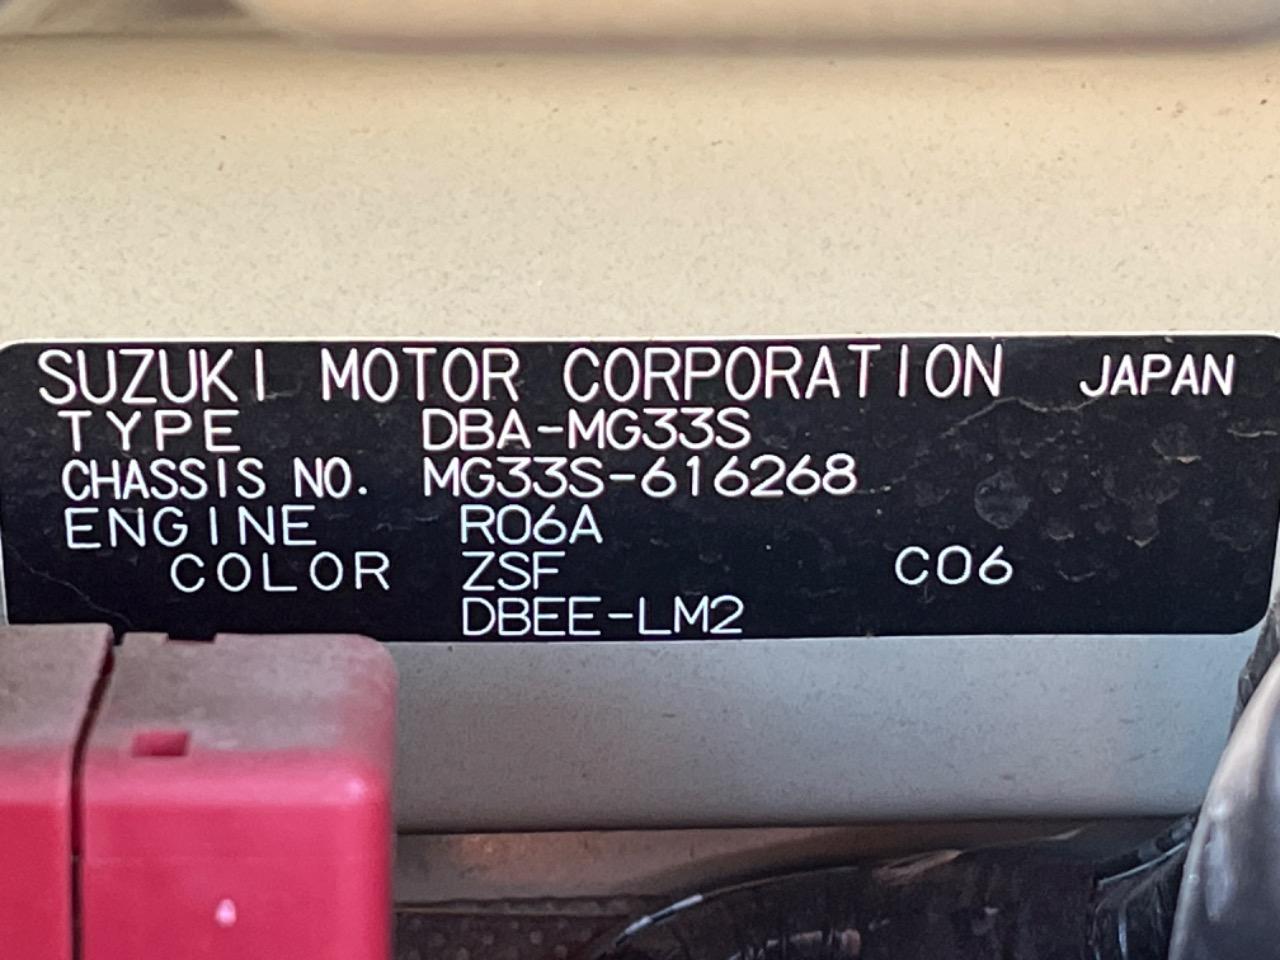 SUZUKI MOTOR CORPORATION JAPAN
TYPE DBA-MG33S
CHASSIS NO. MG33S-616268
ENGINE R06A
COLOR ZSF C06
DBEE-LM2